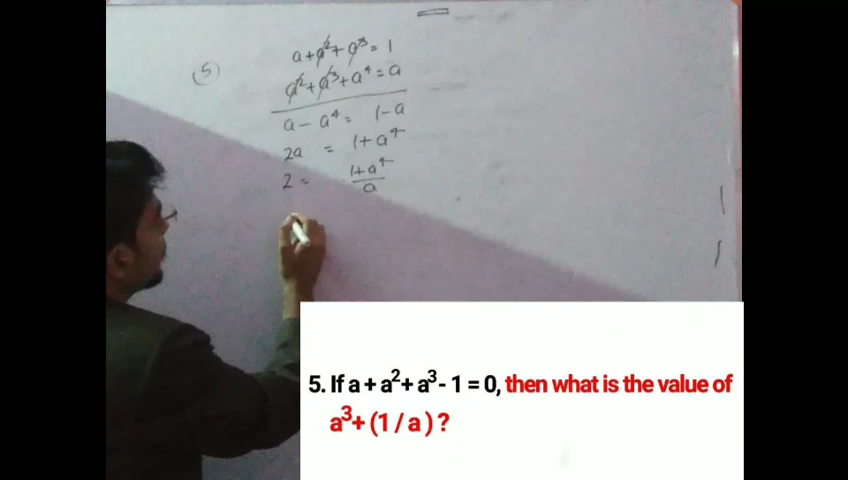 (5)
a + a² + a³ = 1
a² + a³ + a⁴ = a
a - a⁴ = 1 - a
2a = 1 + a⁴
2 = (1 + a⁴)/a
5. If a + a² + a³ - 1 = 0, then what is the value of
a³ + (1 / a) ?